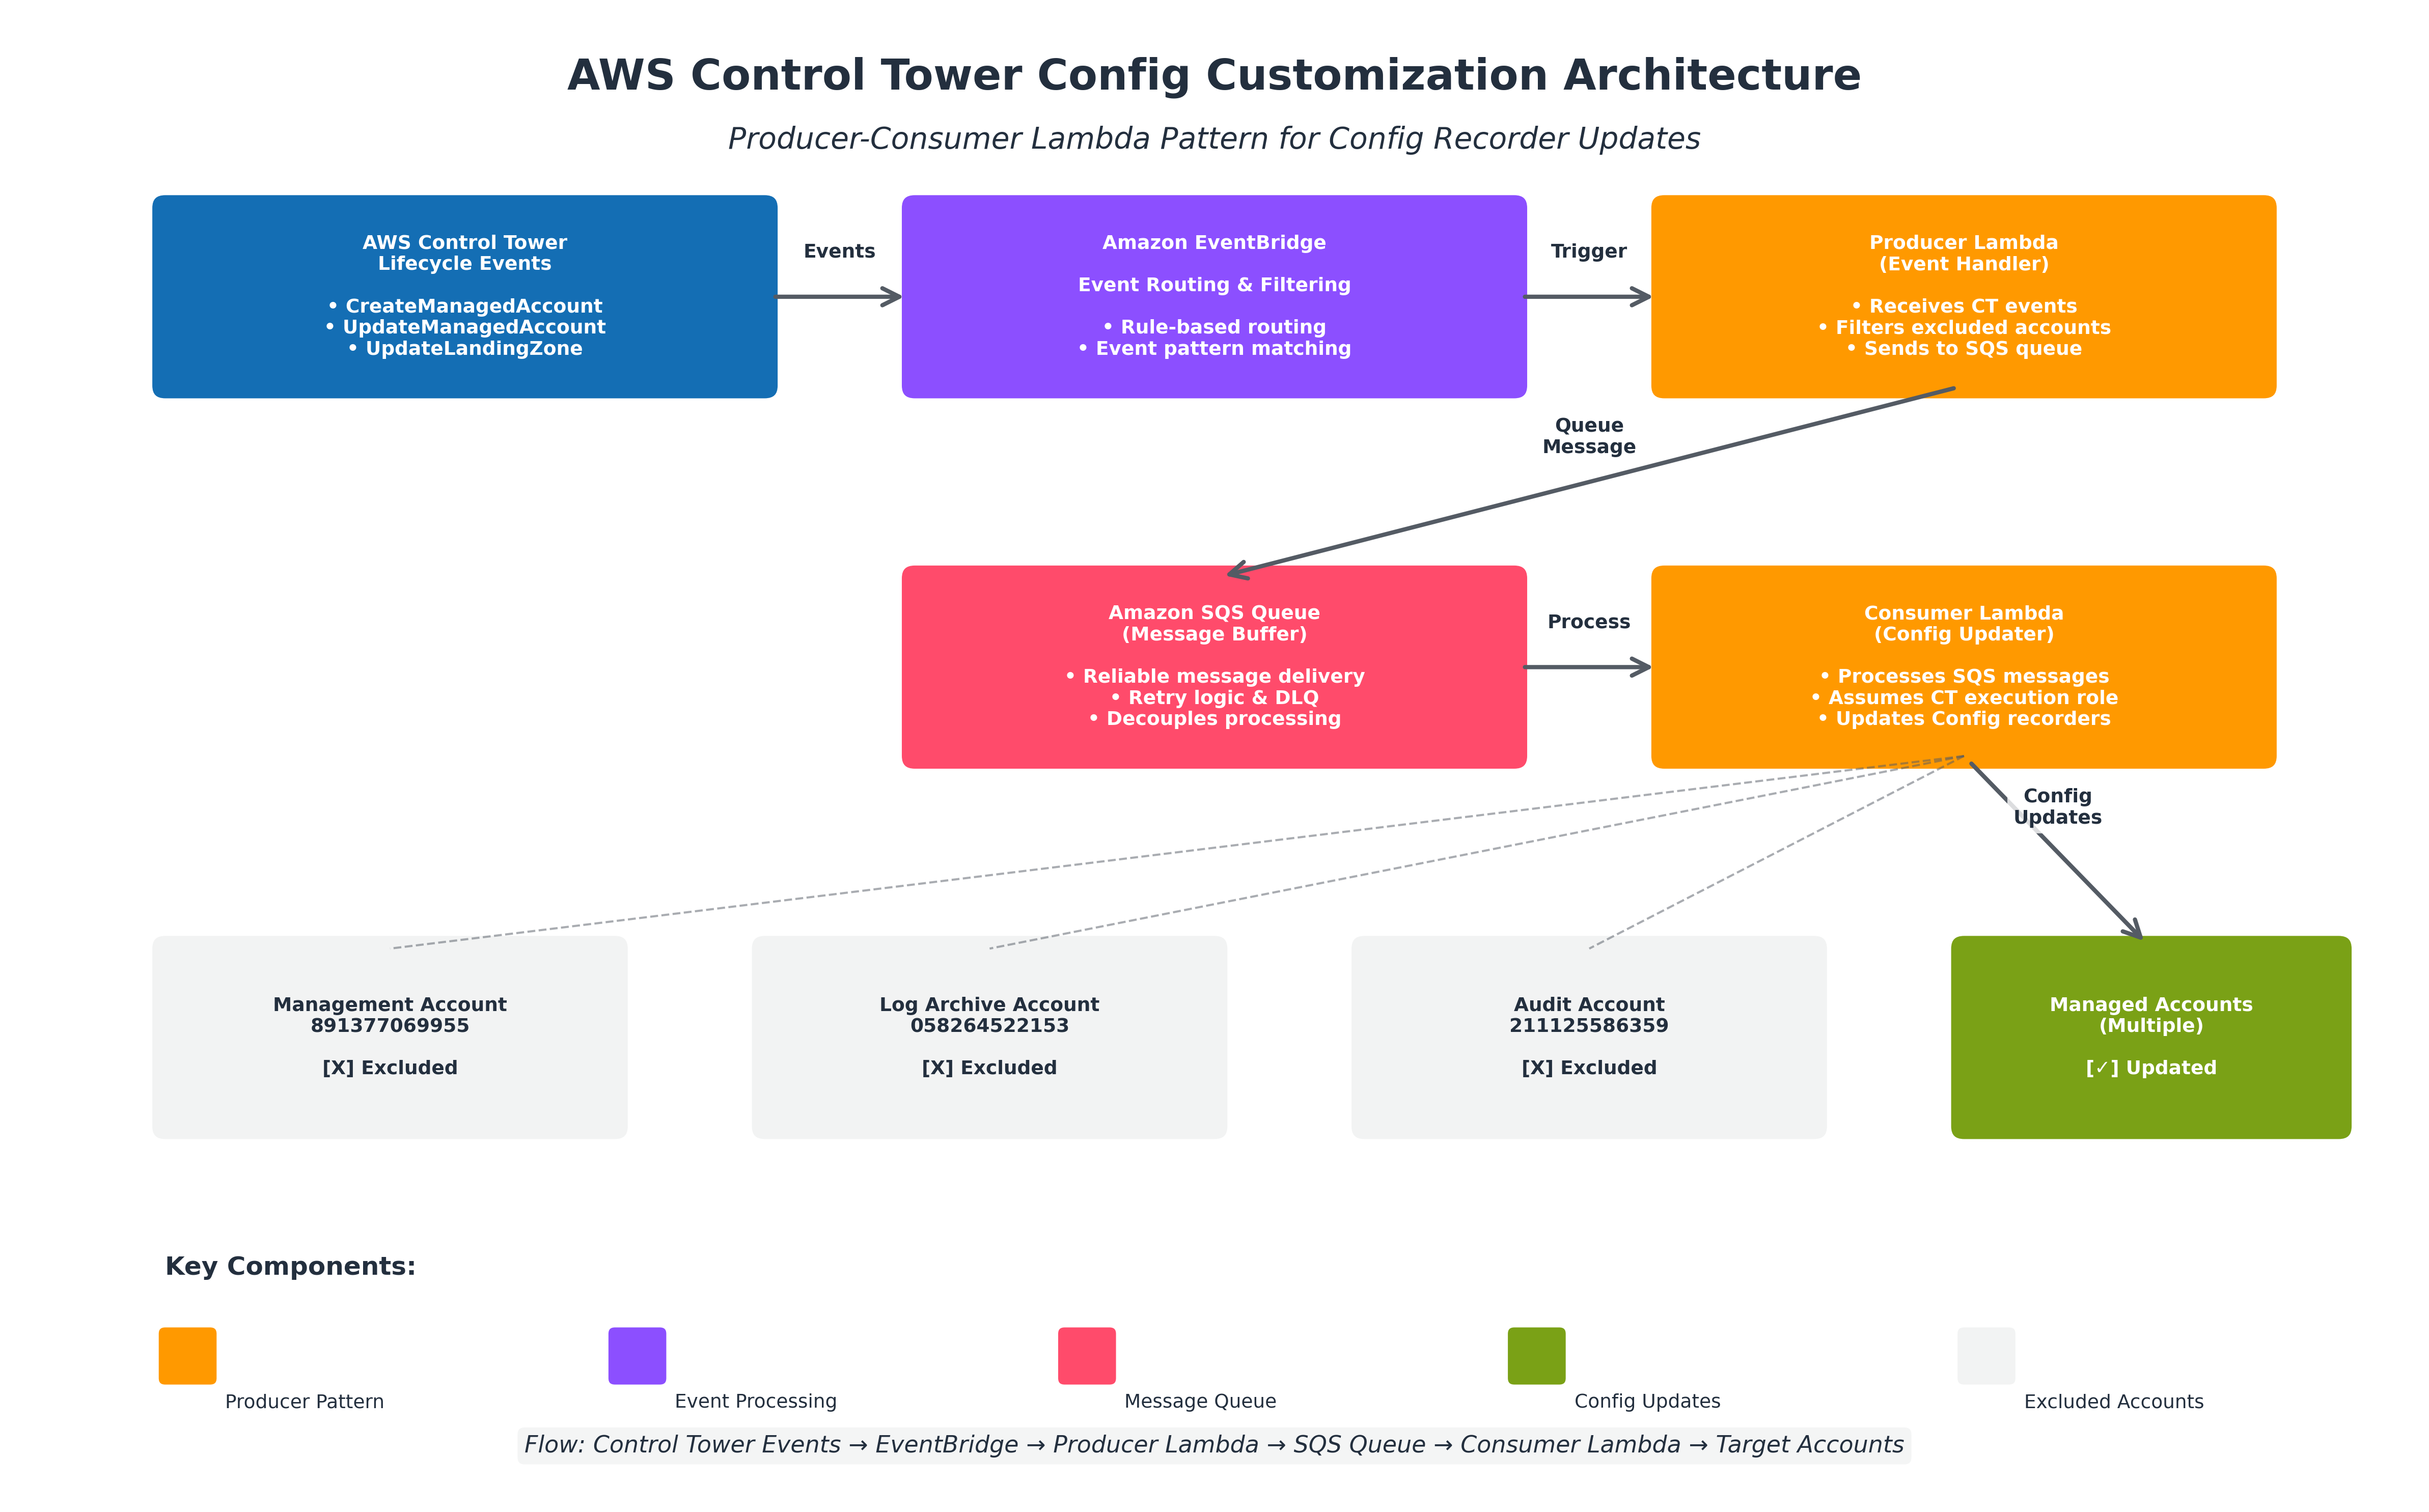 AWS Control Tower Config Customization Architecture
Producer-Consumer Lambda Pattern for Config Recorder Updates
AWS Control Tower
Lifecycle Events
• CreateManagedAccount
• UpdateManagedAccount
• UpdateLandingZone
Events
Amazon EventBridge
Event Routing & Filtering
• Rule-based routing
• Event pattern matching
Trigger
Producer Lambda
(Event Handler)
• Receives CT events
• Filters excluded accounts
• Sends to SQS queue
Queue
Message
Amazon SQS Queue
(Message Buffer)
• Reliable message delivery
• Retry logic & DLQ
• Decouples processing
Process
Consumer Lambda
(Config Updater)
• Processes SQS messages
• Assumes CT execution role
• Updates Config recorders
Config
Updates
Management Account
891377069955
[X] Excluded
Log Archive Account
058264522153
[X] Excluded
Audit Account
211125586359
[X] Excluded
Managed Accounts
(Multiple)
[✓] Updated
Key Components:
Producer Pattern
Event Processing
Message Queue
Config Updates
Excluded Accounts
Flow: Control Tower Events → EventBridge → Producer Lambda → SQS Queue → Consumer Lambda → Target Accounts